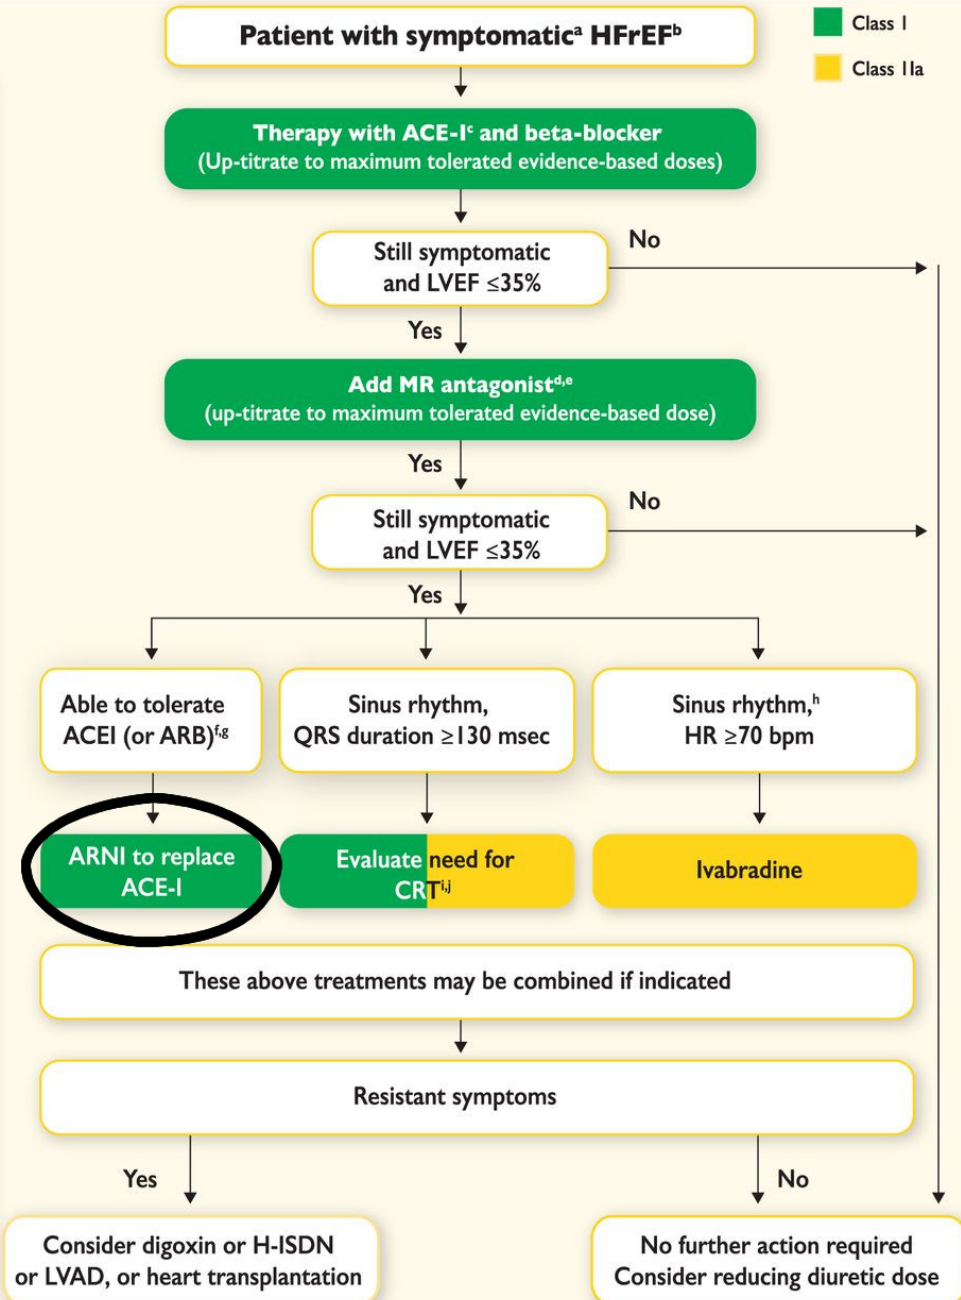 Patient with symptomaticᵃ HFrEFᵇ
Class I
Class IIa
Therapy with ACE-Iᶜ and beta-blocker
(Up-titrate to maximum tolerated evidence-based doses)
Still symptomatic
and LVEF ≤35%
No
Yes
Add MR antagonistᵈ,ᵉ
(up-titrate to maximum tolerated evidence-based dose)
Yes
Still symptomatic
and LVEF ≤35%
No
Yes
Able to tolerate
ACEI (or ARB)ᶠ,ᵍ
Sinus rhythm,
QRS duration ≥130 msec
Sinus rhythm,ʰ
HR ≥70 bpm
ARNI to replace
ACE-I
Evaluate need for
CRTⁱ,ʲ
Ivabradine
These above treatments may be combined if indicated
Resistant symptoms
Yes
No
Consider digoxin or H-ISDN
or LVAD, or heart transplantation
No further action required
Consider reducing diuretic dose